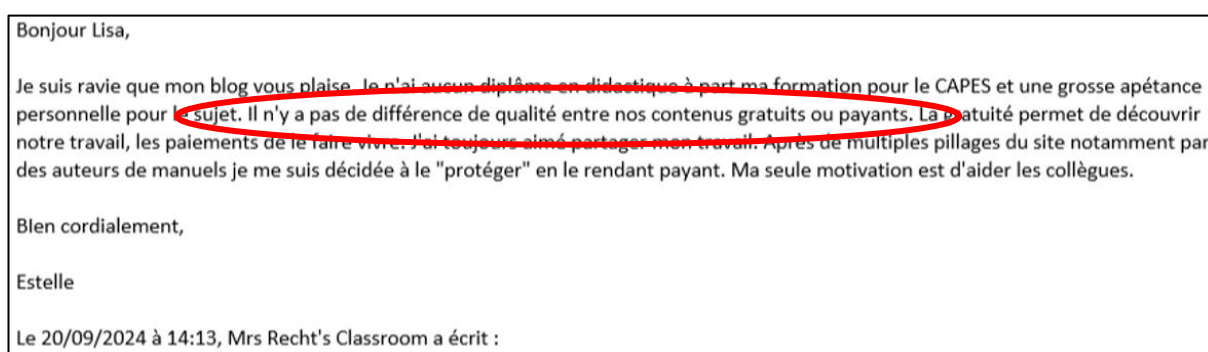 Bonjour Lisa,
Je suis ravie que mon blog vous plaise. Je n'ai aucun diplôme en didactique à part ma formation pour le CAPES et une grosse apétance
personnelle pour le sujet. Il n'y a pas de différence de qualité entre nos contenus gratuits ou payants. La gratuité permet de découvrir
notre travail, les paiements de le faire vivre. J'ai toujours aimé partager mon travail. Après de multiples pillages du site notamment par
des auteurs de manuels je me suis décidée à le "protéger" en le rendant payant. Ma seule motivation est d'aider les collègues.
BIen cordialement,
Estelle
Le 20/09/2024 à 14:13, Mrs Recht's Classroom a écrit :